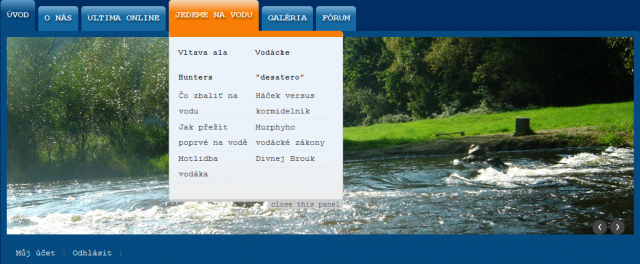 ÚVOD
O NÁS
ULTIMA ONLINE
JEDEME NA VODU
GALÉRIA
FÓRUM
Vltava ala
Hunters
Čo zbaliť na
vodu
Jak přežít
poprvé na vodě
Motlidba
vodáka
Vodácke
"desatero"
Háček versus
kormidelník
Murphyho
vodácké zákony
Divnej Brouk
close this panel
Můj účet | Odhlásit |